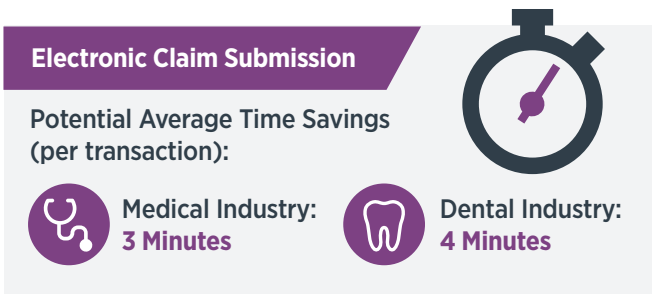 Electronic Claim Submission
Potential Average Time Savings
(per transaction):
Medical Industry:
3 Minutes
Dental Industry:
4 Minutes